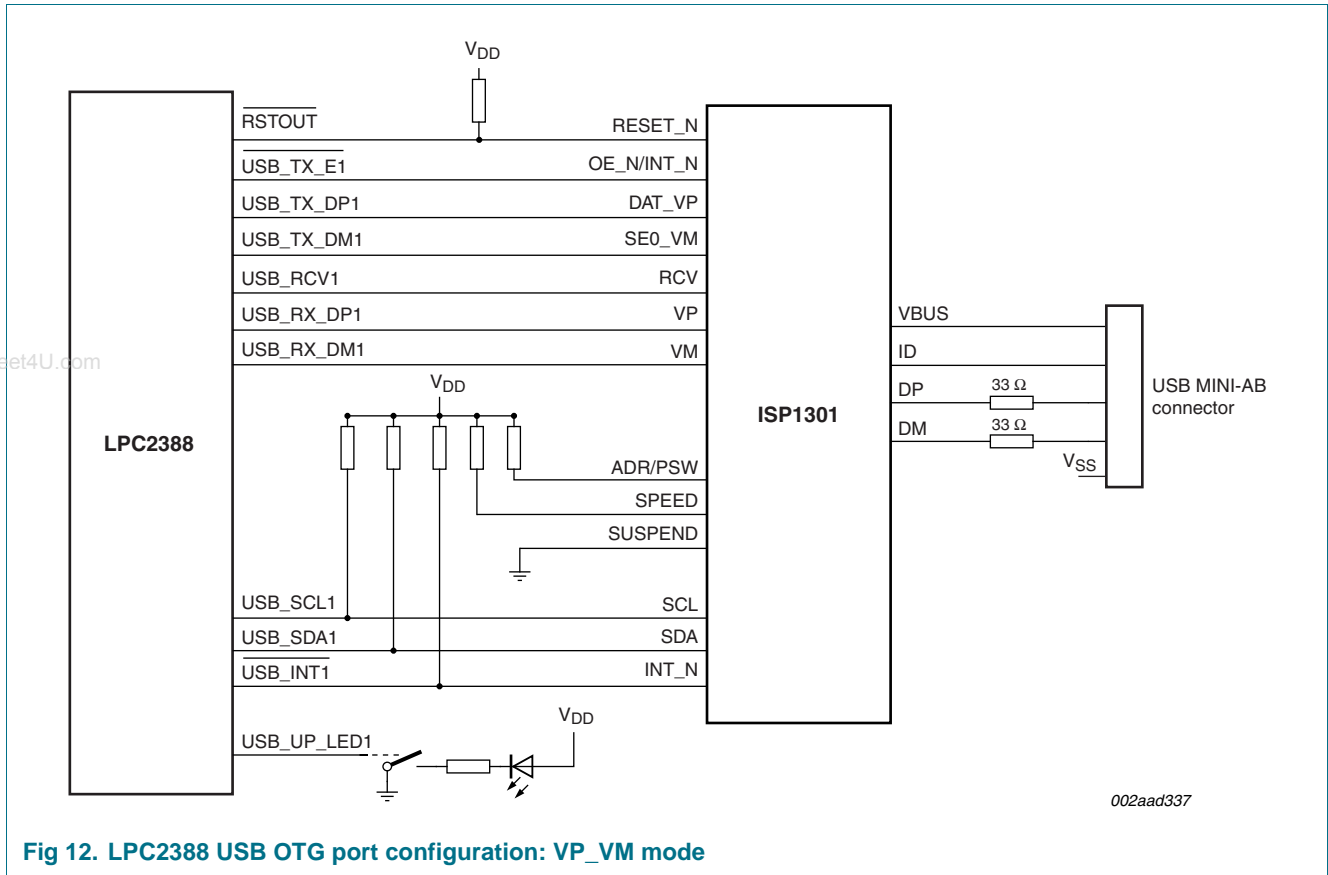 VDD
RSTOUT
RESET_N
USB_TX_E1
OE_N/INT_N
USB_TX_DP1
DAT_VP
USB_TX_DM1
SE0_VM
USB_RCV1
RCV
USB_RX_DP1
VP
USB_RX_DM1
VM
VBUS
ID
DP
33 Ω
DM
33 Ω
VSS
USB MINI-AB
connector
eet4U.com
VDD
LPC2388
ISP1301
ADR/PSW
SPEED
SUSPEND
USB_SCL1
SCL
USB_SDA1
SDA
USB_INT1
INT_N
USB_UP_LED1
VDD
002aad337
Fig 12. LPC2388 USB OTG port configuration: VP_VM mode